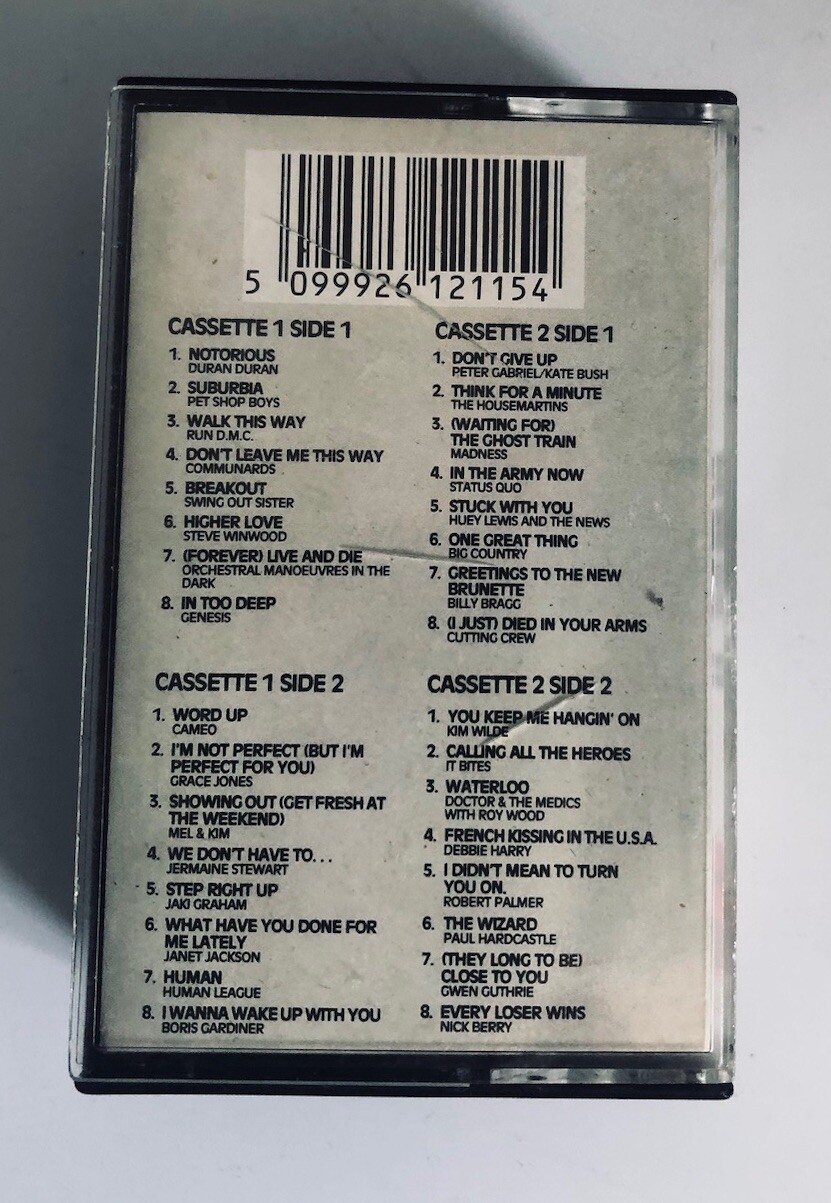 5 099926 121154
CASSETTE 1 SIDE 1
1. NOTORIOUS
DURAN DURAN
2. SUBURBIA
PET SHOP BOYS
3. WALK THIS WAY
RUN D.M.C.
4. DON'T LEAVE ME THIS WAY
COMMUNARDS
5. BREAKOUT
SWING OUT SISTER
6. HIGHER LOVE
STEVE WINWOOD
7. (FOREVER) LIVE AND DIE
ORCHESTRAL MANOEUVRES IN THE
DARK
8. IN TOO DEEP
GENESIS
CASSETTE 1 SIDE 2
1. WORD UP
CAMEO
2. I'M NOT PERFECT (BUT I'M
PERFECT FOR YOU)
GRACE JONES
3. SHOWING OUT (GET FRESH AT
THE WEEKEND)
MEL & KIM
4. WE DON'T HAVE TO...
JERMAINE STEWART
5. STEP RIGHT UP
JAKI GRAHAM
6. WHAT HAVE YOU DONE FOR
ME LATELY
JANET JACKSON
7. HUMAN
HUMAN LEAGUE
8. I WANNA WAKE UP WITH YOU
BORIS GARDINER
CASSETTE 2 SIDE 1
1. DON'T GIVE UP
PETER GABRIEL/KATE BUSH
2. THINK FOR A MINUTE
THE HOUSEMARTINS
3. (WAITING FOR)
THE GHOST TRAIN
MADNESS
4. IN THE ARMY NOW
STATUS QUO
5. STUCK WITH YOU
HUEY LEWIS AND THE NEWS
6. ONE GREAT THING
BIG COUNTRY
7. GREETINGS TO THE NEW
BRUNETTE
BILLY BRAGG
8. (I JUST) DIED IN YOUR ARMS
CUTTING CREW
CASSETTE 2 SIDE 2
1. YOU KEEP ME HANGIN' ON
KIM WILDE
2. CALLING ALL THE HEROES
IT BITES
3. WATERLOO
DOCTOR & THE MEDICS
WITH ROY WOOD
4. FRENCH KISSING IN THE U.S.A.
DEBBIE HARRY
5. I DIDN'T MEAN TO TURN
YOU ON.
ROBERT PALMER
6. THE WIZARD
PAUL HARDCASTLE
7. (THEY LONG TO BE)
CLOSE TO YOU
GWEN GUTHRIE
8. EVERY LOSER WINS
NICK BERRY